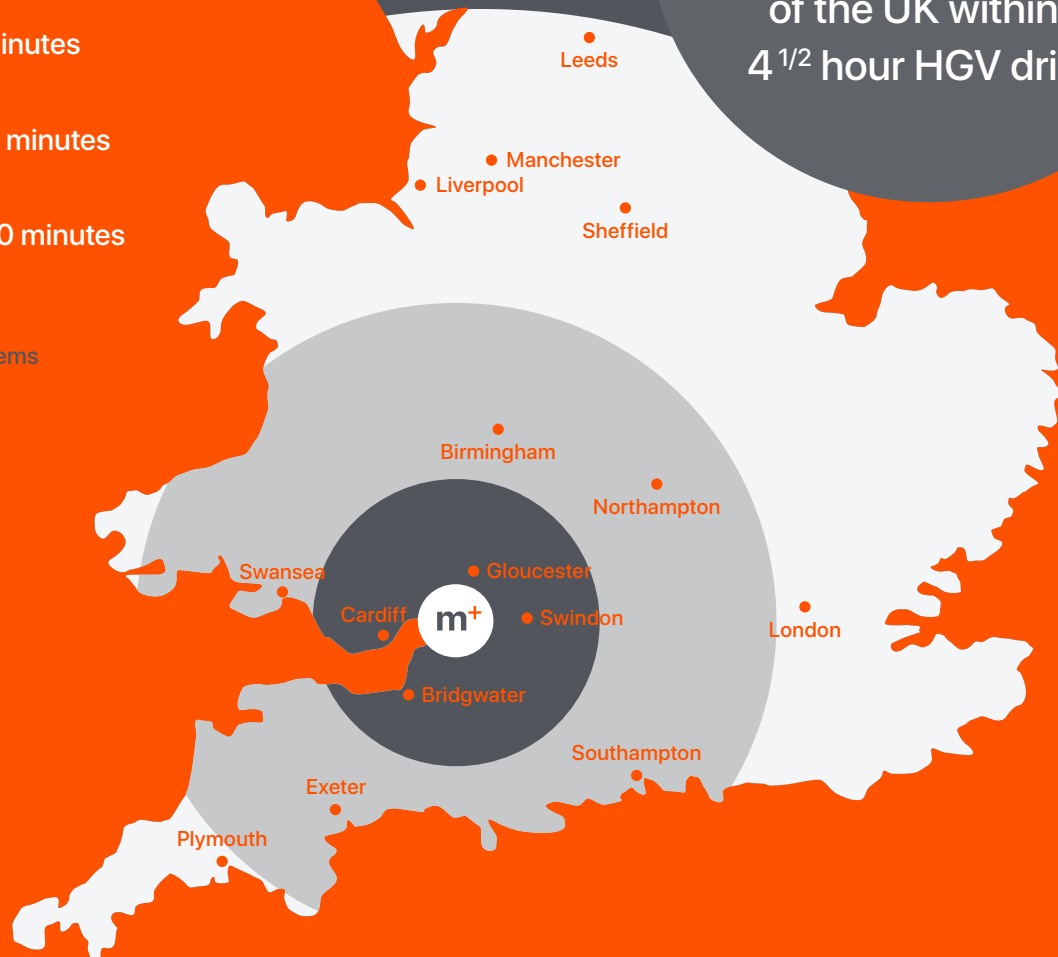 of the UK within
4 1/2 hour HGV dri
inutes
minutes
0 minutes
ems
Leeds
Manchester
Liverpool
Sheffield
Birmingham
Northampton
Swansea
Gloucester
Cardiff
m+
Swindon
London
Bridgwater
Southampton
Exeter
Plymouth